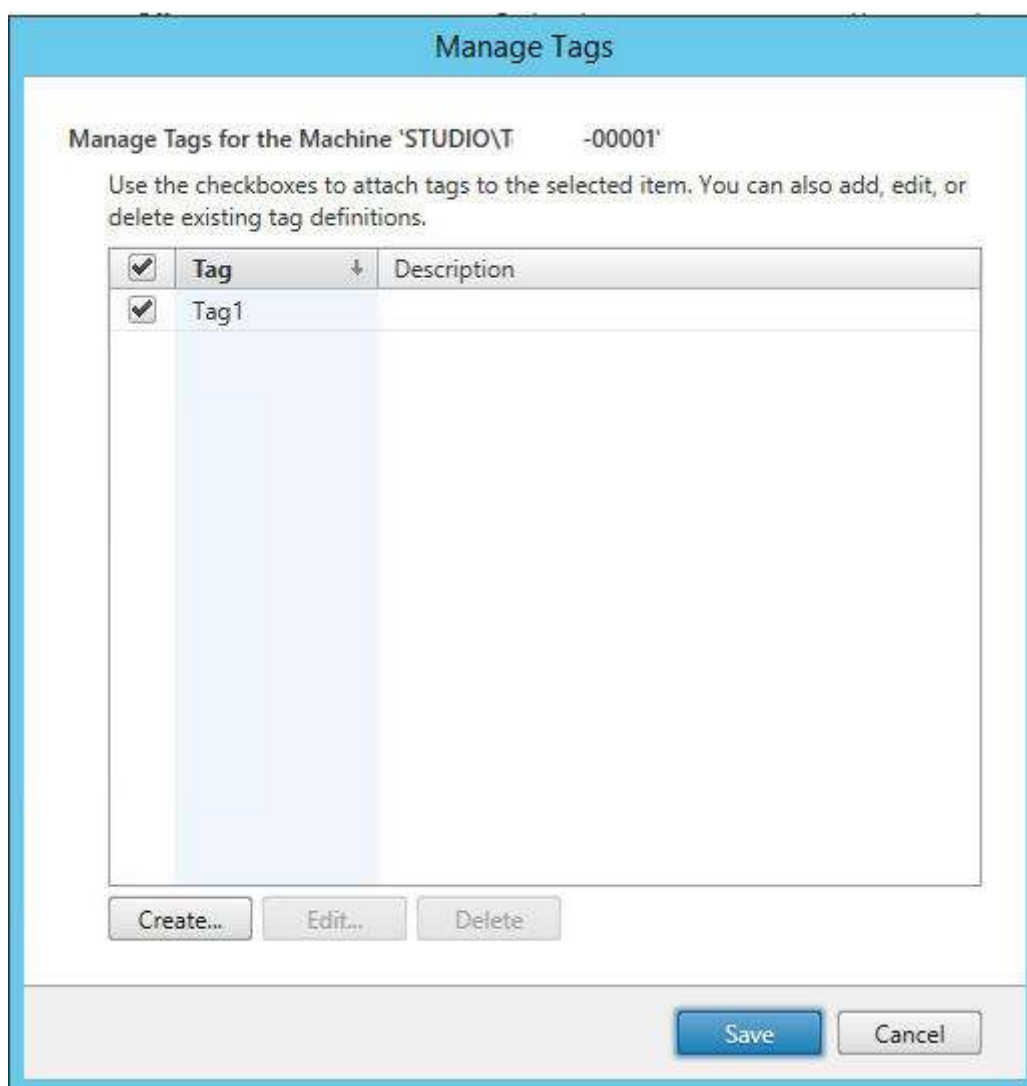 Manage Tags
Manage Tags for the Machine 'STUDIO\T -00001'
Use the checkboxes to attach tags to the selected item. You can also add, edit, or
delete existing tag definitions.
Tag Description
Tag1
Create... Edit... Delete
Save Cancel